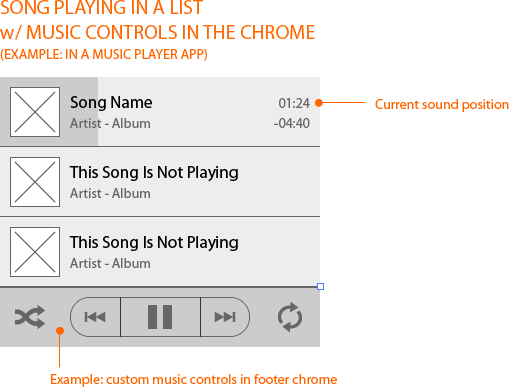 SONG PLAYING IN A LIST
w/ MUSIC CONTROLS IN THE CHROME
(EXAMPLE: IN A MUSIC PLAYER APP)
Song Name
01:24
Current sound position
Artist - Album
-04:40
This Song Is Not Playing
Artist - Album
This Song Is Not Playing
Artist - Album
Example: custom music controls in footer chrome